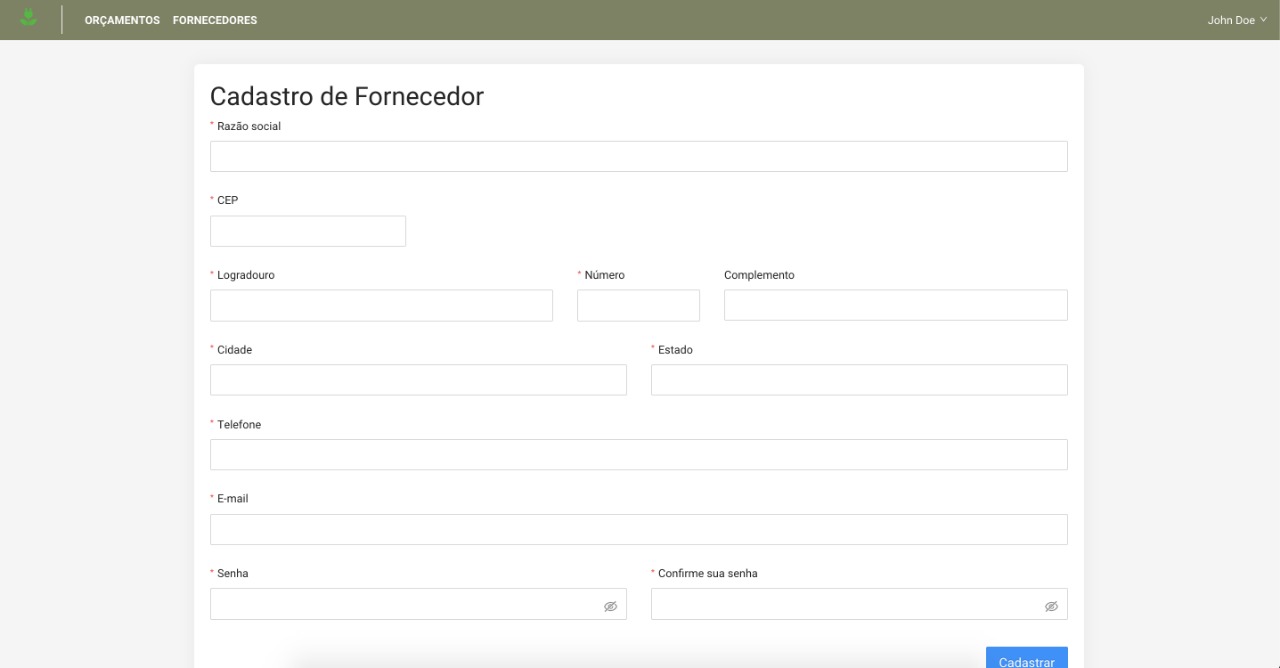 ORÇAMENTOS FORNECEDORES John Doe
Cadastro de Fornecedor
* Razão social
* CEP
* Logradouro * Número Complemento
* Cidade * Estado
* Telefone
* E-mail
* Senha * Confirme sua senha
Cadastrar